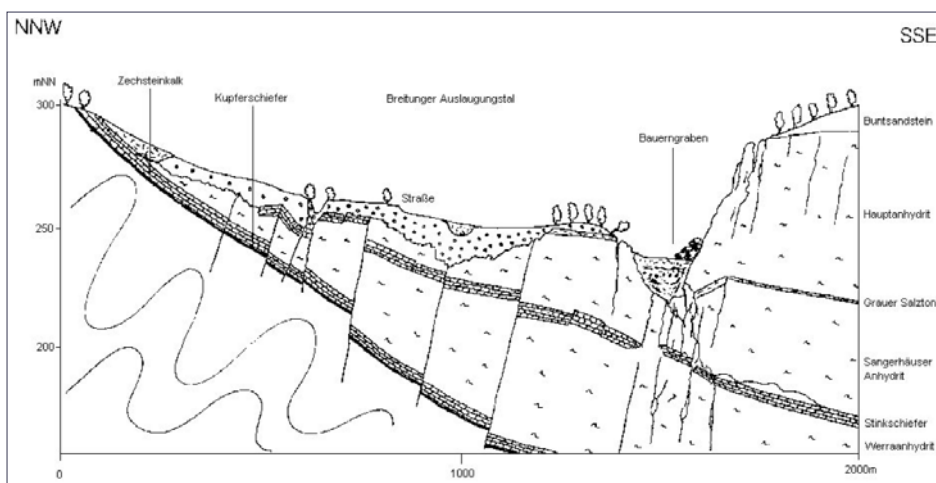 NNW
SSE
mNN
Zechsteinkalk
Kupferschiefer
Breitunger Auslaugungstal
300
Buntsandstein
Bauerngraben
Straße
Hauptanhydrit
250
Grauer Salzton
200
Sangerhäuser
Anhydrit
Stinkschiefer
Werraanhydrit
0
1000
2000m